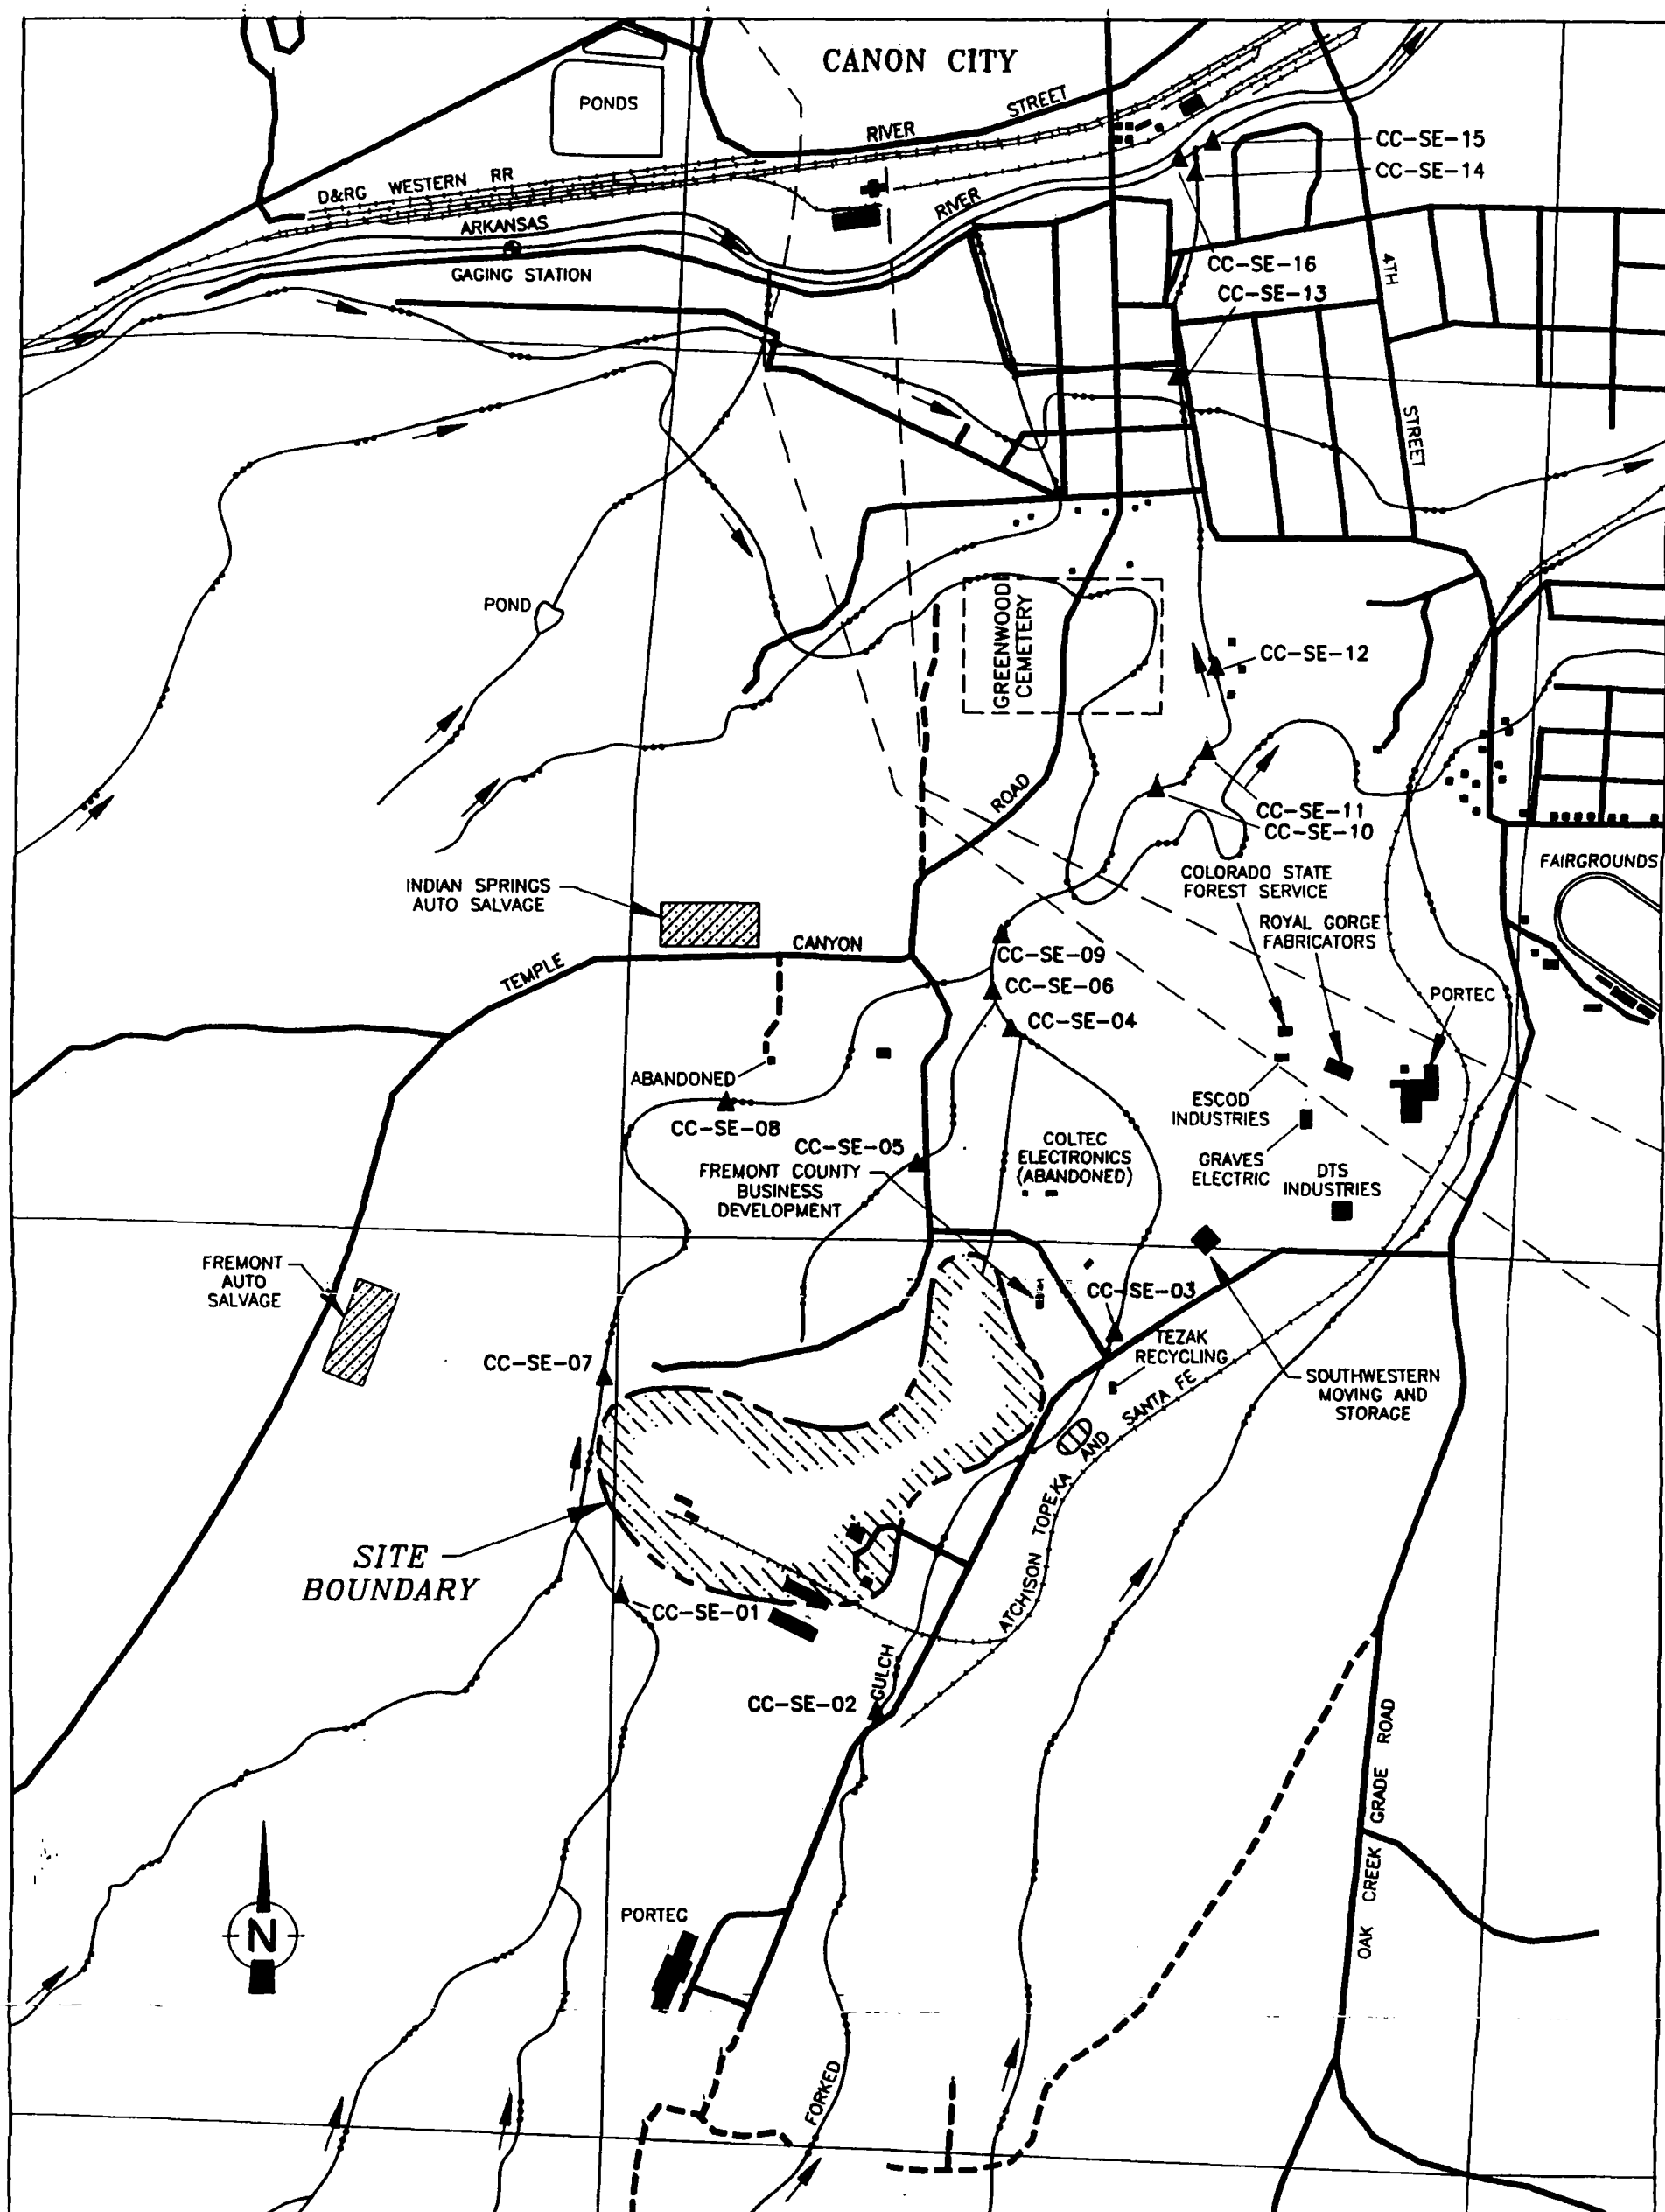 CANON CITY
PONDS
STREET
RIVER
CC-SE-15
CC-SE-14
D&RG WESTERN RR
RIVER
ARKANSAS
GAGING STATION
CC-SE-16
4TH
CC-SE-13
STREET
POND
GREENWOOD
CEMETERY
CC-SE-12
ROAD
CC-SE-11
CC-SE-10
FAIRGROUNDS
COLORADO STATE
FOREST SERVICE
INDIAN SPRINGS
AUTO SALVAGE
ROYAL GORGE
FABRICATORS
CANYON
CC-SE-09
TEMPLE
CC-SE-06
PORTEC
CC-SE-04
ABANDONED
ESCOD
INDUSTRIES
CC-SE-08
CC-SE-05
COLTEC
ELECTRONICS
(ABANDONED)
FREMONT COUNTY
BUSINESS
DEVELOPMENT
GRAVES
ELECTRIC
DTS
INDUSTRIES
FREMONT
AUTO
SALVAGE
CC-SE-03
TEZAK
RECYCLING
CC-SE-07
SOUTHWESTERN
MOVING AND
STORAGE
ATCHISON TOPEKA AND SANTA FE
SITE
BOUNDARY
CC-SE-01
GULCH
CC-SE-02
OAK CREEK GRADE ROAD
PORTEC
N
FORKED